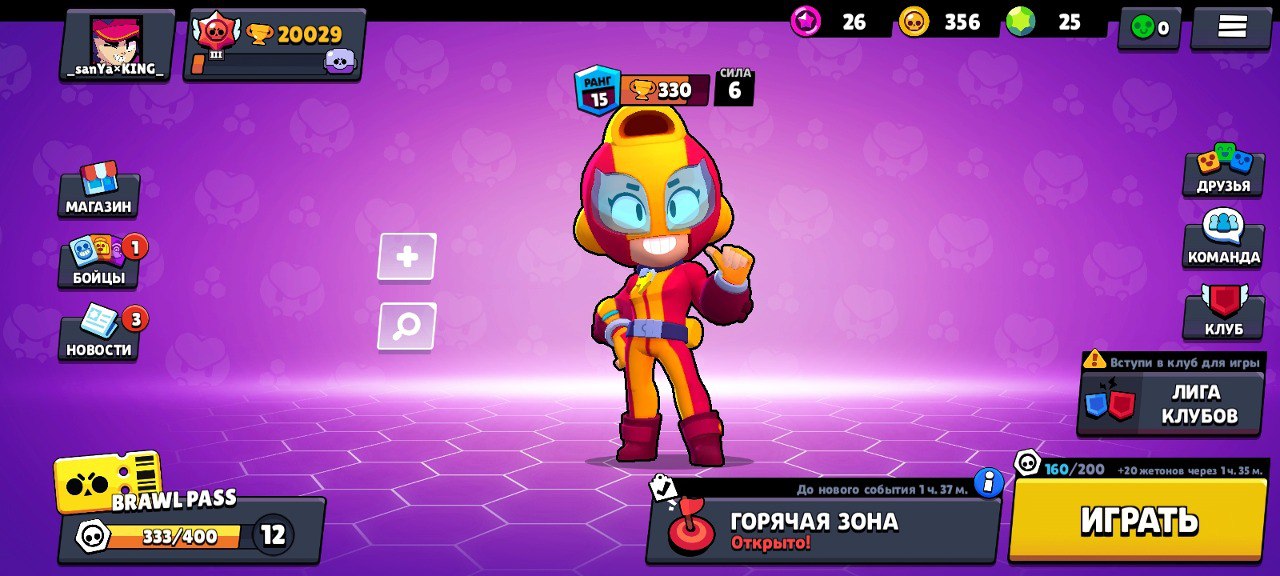 _sanYa×KING_
III
20029
26
356
25
0
РАНГ
15
330
СИЛА
6
МАГАЗИН
БОЙЦЫ
1
НОВОСТИ
3
ДРУЗЬЯ
КОМАНДА
КЛУБ
Вступи в клуб для игры
ЛИГА
КЛУБОВ
BRAWL PASS
333/400
12
До нового события 1 ч. 37 м.
ГОРЯЧАЯ ЗОНА
Открыто!
160/200
+20 жетонов через 1 ч. 35 м.
ИГРАТЬ